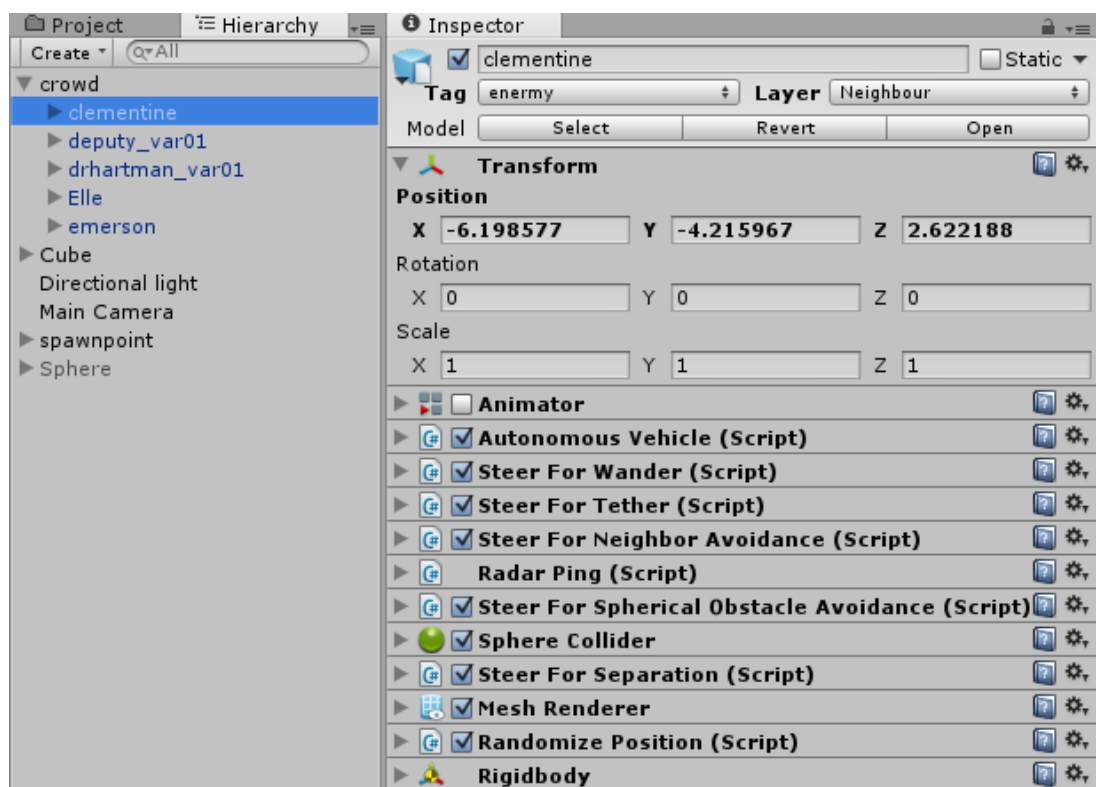 Project Hierarchy
Create All
crowd
clementine
deputy_var01
drhartman_var01
Elle
emerson
Cube
Directional light
Main Camera
spawnpoint
Sphere
Inspector
clementine Static
Tag enermy Layer Neighbour
Model Select Revert Open
Transform
Position
X -6.198577 Y -4.215967 Z 2.622188
Rotation
X 0 Y 0 Z 0
Scale
X 1 Y 1 Z 1
Animator
Autonomous Vehicle (Script)
Steer For Wander (Script)
Steer For Tether (Script)
Steer For Neighbor Avoidance (Script)
Radar Ping (Script)
Steer For Spherical Obstacle Avoidance (Script)
Sphere Collider
Steer For Separation (Script)
Mesh Renderer
Randomize Position (Script)
Rigidbody